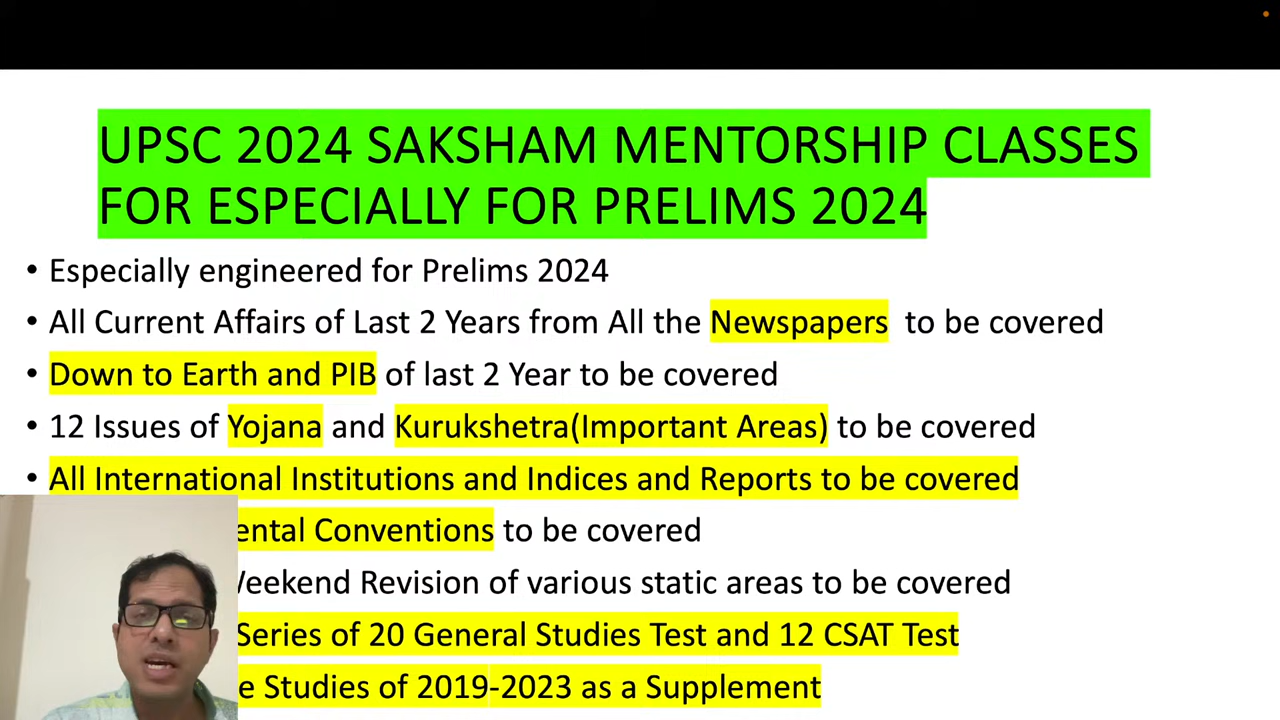 UPSC 2024 SAKSHAM MENTORSHIP CLASSES
FOR ESPECIALLY FOR PRELIMS 2024
• Especially engineered for Prelims 2024
• All Current Affairs of Last 2 Years from All the Newspapers to be covered
• Down to Earth and PIB of last 2 Year to be covered
• 12 Issues of Yojana and Kurukshetra(Important Areas) to be covered
• All International Institutions and Indices and Reports to be covered
Conventions to be covered
Weekend Revision of various static areas to be covered
Series of 20 General Studies Test and 12 CSAT Test
Studies of 2019-2023 as a Supplement